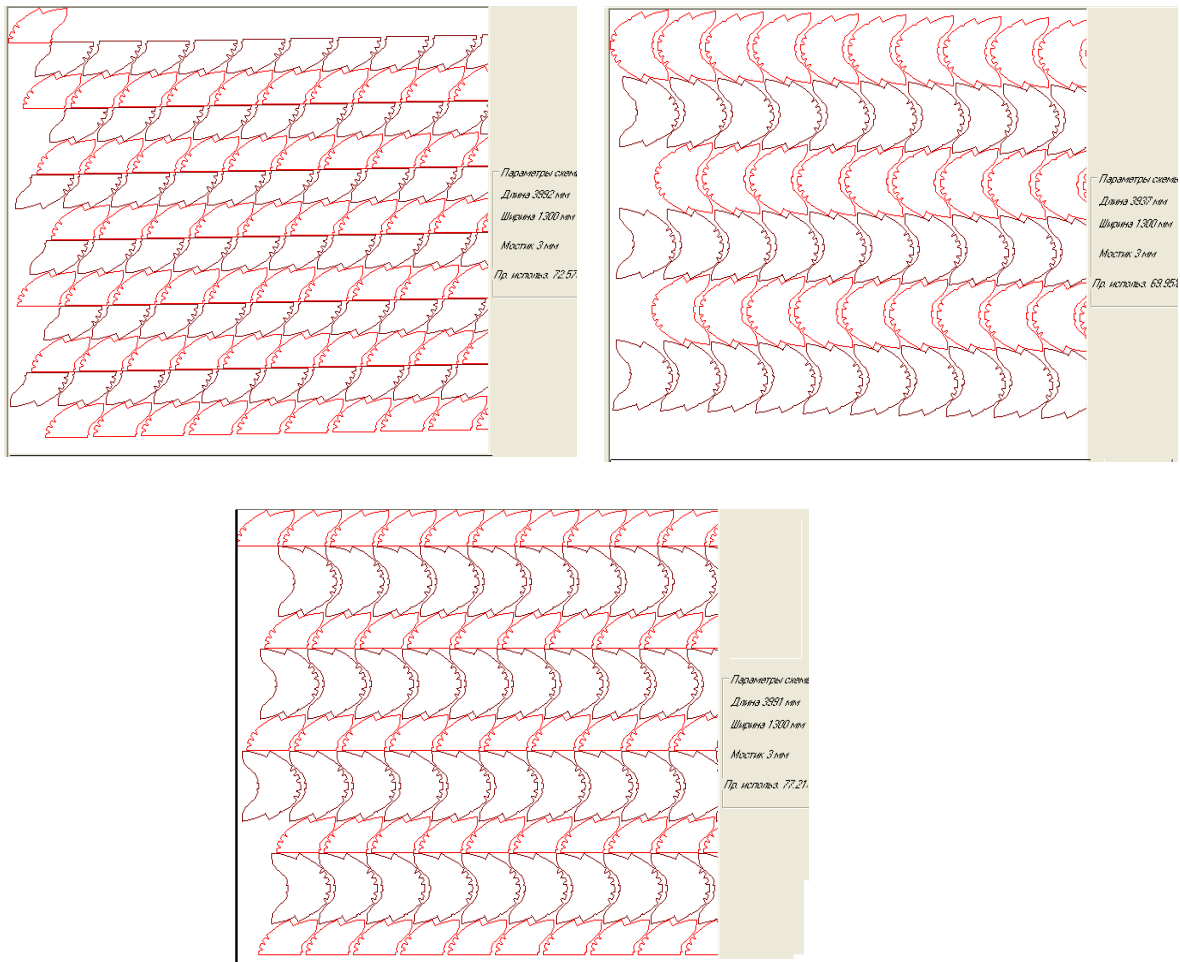 Параметры схемы
Длина 3992 мм
Ширина 1300 мм
Мостик 3 мм
Пр. использ. 72.57
Параметры схемы
Длина 3937 мм
Ширина 1300 мм
Мостик 3 мм
Пр. использ. 69.95%
Параметры схемы
Длина 3991 мм
Ширина 1300 мм
Мостик 3 мм
Пр. использ. 77.21